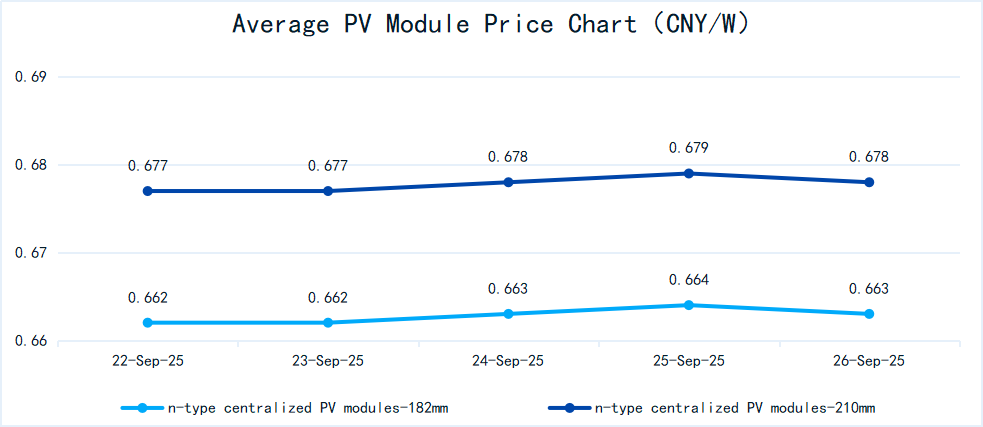 Average PV Module Price Chart (CNY/W)
0.69
0.68
0.67
0.66
0.677 0.677 0.678 0.679 0.678
0.662 0.662 0.663 0.664 0.663
22-Sep-25 23-Sep-25 24-Sep-25 25-Sep-25 26-Sep-25
n-type centralized PV modules-182mm n-type centralized PV modules-210mm